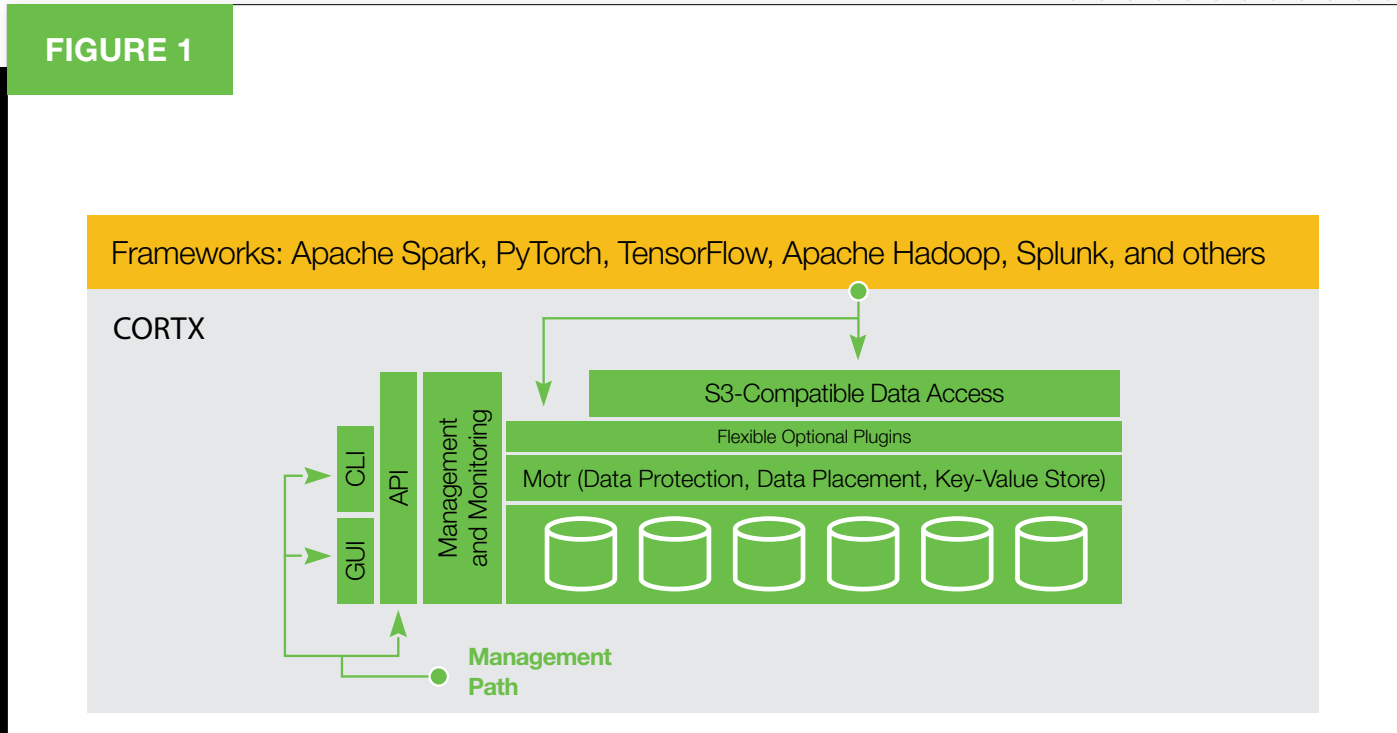 FIGURE 1
Frameworks: Apache Spark, PyTorch, TensorFlow, Apache Hadoop, Splunk, and others
CORTX
S3-Compatible Data Access
Flexible Optional Plugins
Motr (Data Protection, Data Placement, Key-Value Store)
CLI
GUI
API
Management
and Monitoring
Management
Path